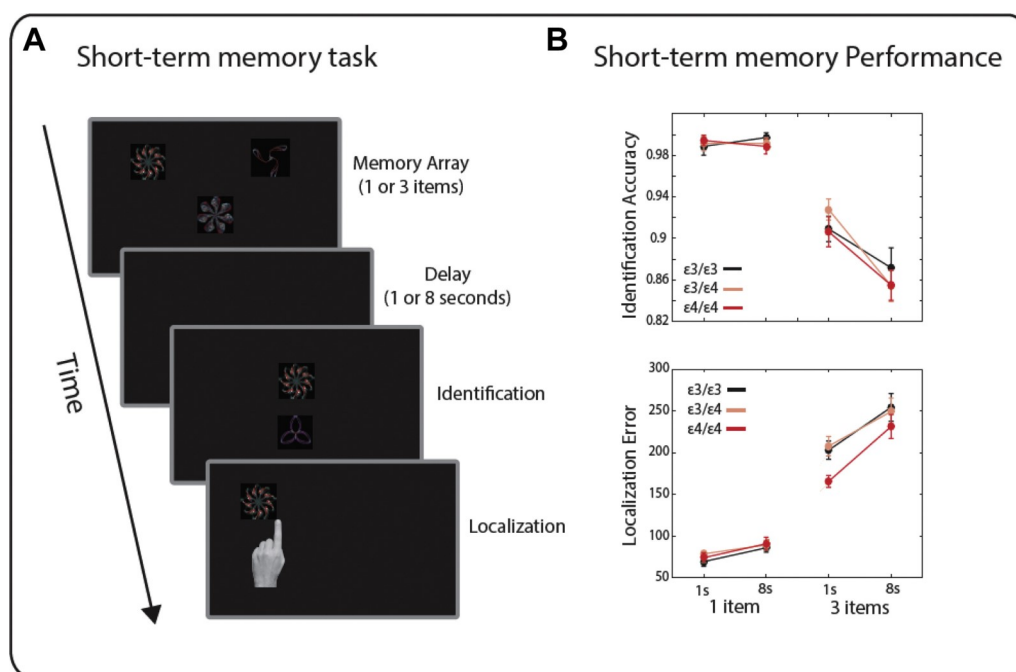 A
Short-term memory task
Memory Array
(1 or 3 items)
Delay
(1 or 8 seconds)
Identification
Localization
Time
B
Short-term memory Performance
Identification Accuracy
0.98
0.94
0.9
0.86
0.82
ε3/ε3
ε3/ε4
ε4/ε4
Localization Error
300
250
200
150
100
50
ε3/ε3
ε3/ε4
ε4/ε4
1s 8s 1s 8s
1 item 3 items